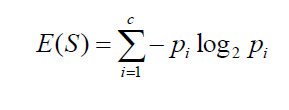 E(S) = \sum_{i=1}^{c} - p_i \log_2 p_i